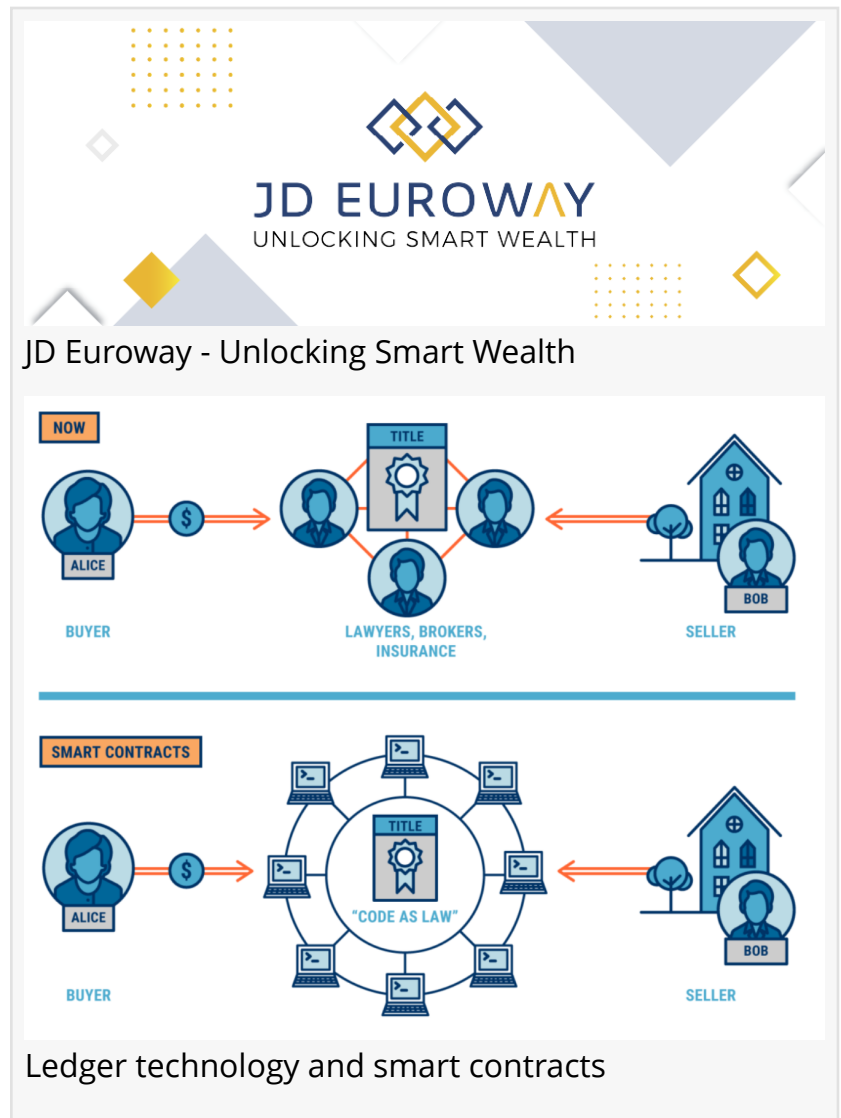 JD EUROWAY
UNLOCKING SMART WEALTH
JD Euroway - Unlocking Smart Wealth
NOW
TITLE
$
ALICE
BOB
BUYER
LAWYERS, BROKERS,
INSURANCE
SELLER
SMART CONTRACTS
>_
>_
>_
TITLE
$
>_
>_
ALICE
"CODE AS LAW"
BOB
>_
>_
>_
BUYER
SELLER
Ledger technology and smart contracts